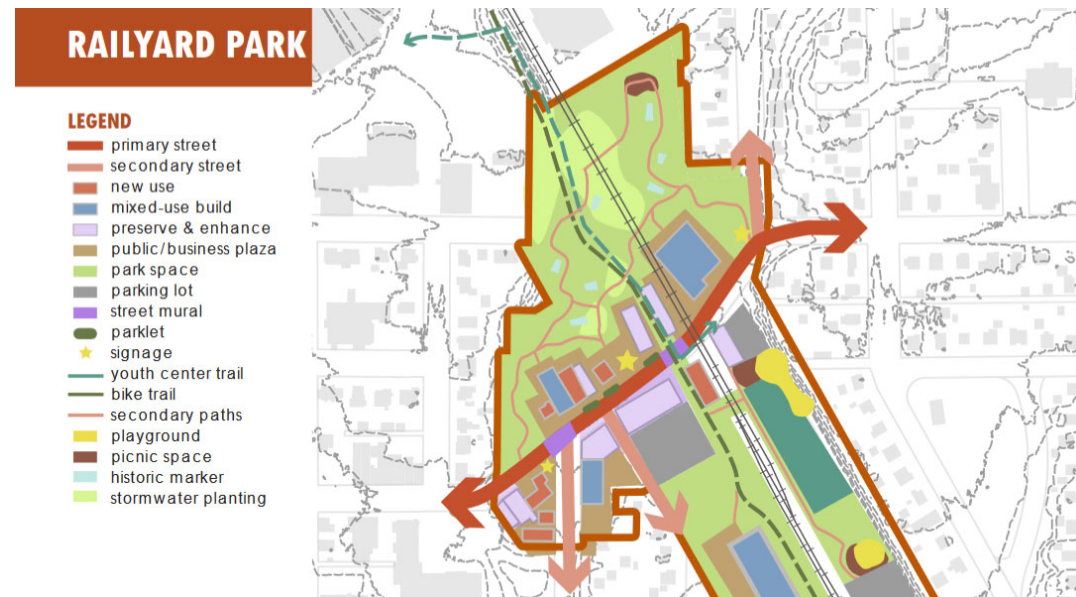 RAILYARD PARK
LEGEND
primary street
secondary street
new use
mixed-use build
preserve & enhance
public/business plaza
park space
parking lot
street mural
parklet
signage
youth center trail
bike trail
secondary paths
playground
picnic space
historic marker
stormwater planting